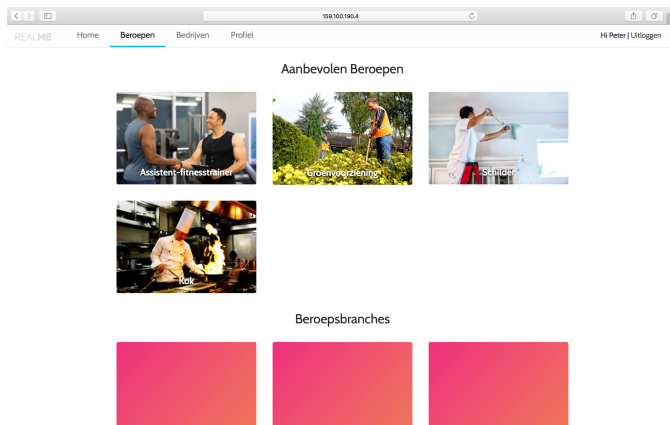 159.100.190.4
REALME Home Beroepen Bedrijven Profiel Hi Peter | Uitloggen
Aanbevolen Beroepen
Assistent-fitnesstrainer Groenvoorziening Schilder
Kok
Beroepsbranches